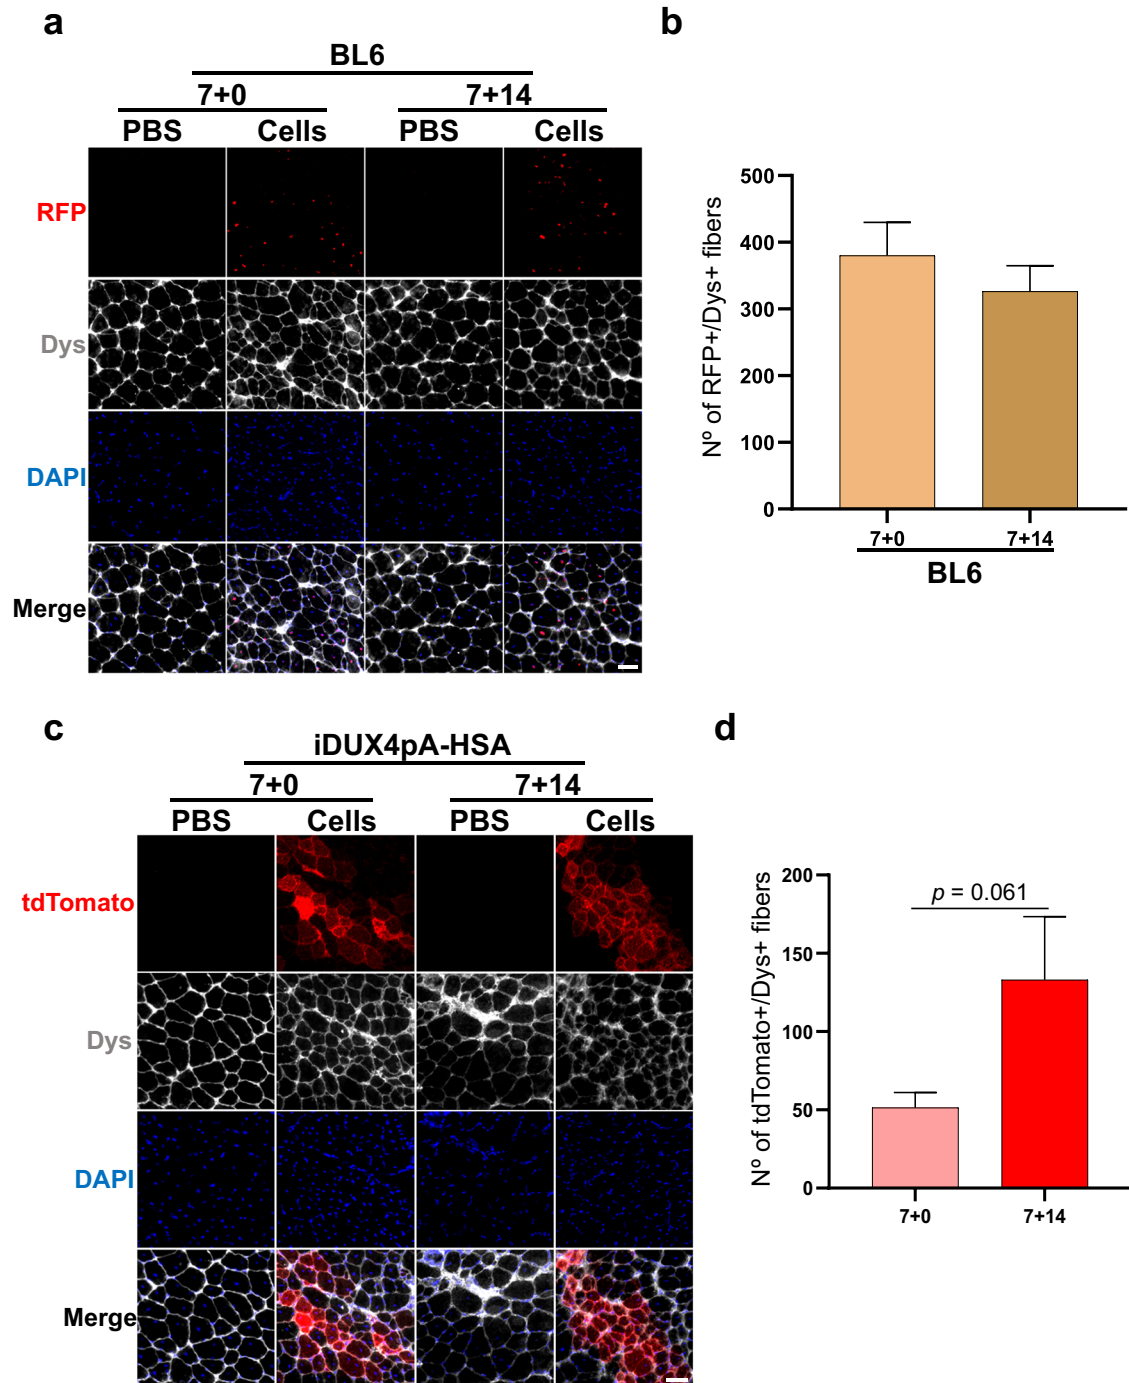 a
BL6
7+0 7+14
PBS Cells PBS Cells
RFP
Dys
DAPI
Merge
b
Nº of RFP+/Dys+ fibers
500
400
300
200
100
0
7+0 7+14
BL6
c
iDUX4pA-HSA
7+0 7+14
PBS Cells PBS Cells
tdTomato
Dys
DAPI
Merge
d
Nº of tdTomato+/Dys+ fibers
200
150
100
50
0
p = 0.061
7+0 7+14